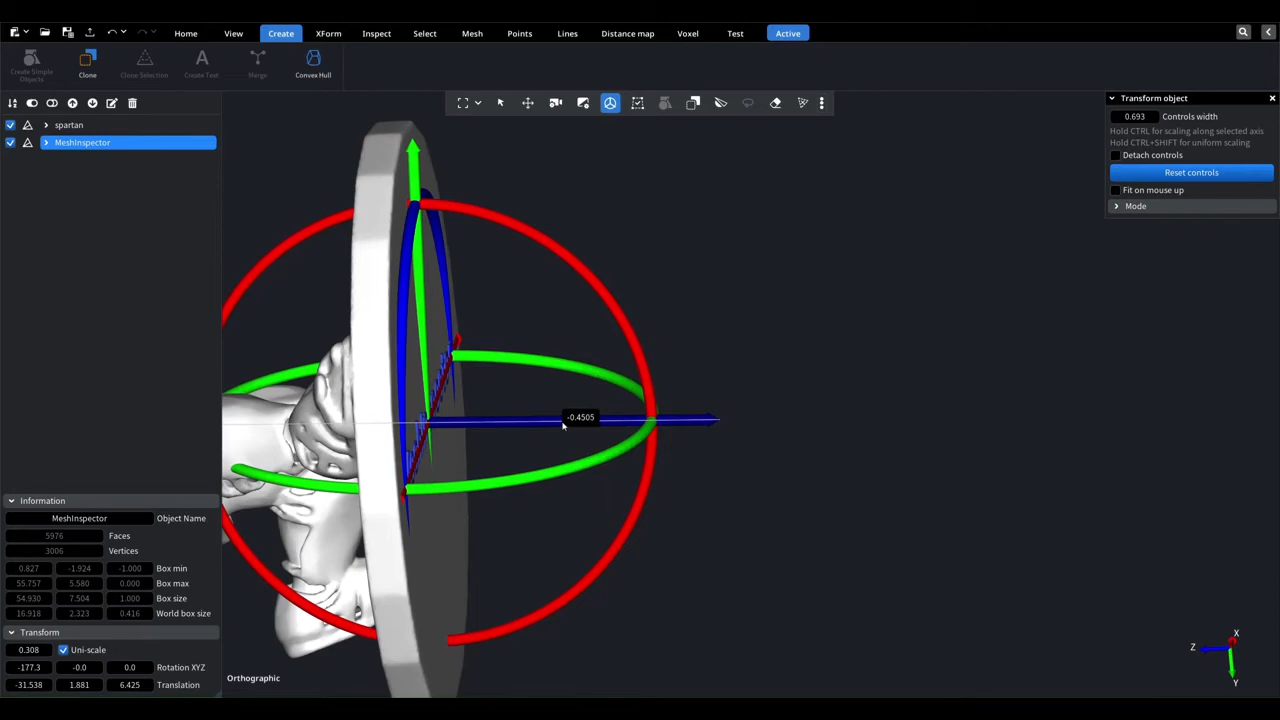 Home View Create XForm Inspect Select Mesh Points Lines Distance map Voxel Test Active
Create Simple Objects
Clone
Clone Selection
Create Text
Merge
Convex Hull
spartan
MeshInspector
Transform object
0.693 Controls width
Hold CTRL for scaling along selected axis
Hold CTRL+SHIFT for uniform scaling
Detach controls
Reset controls
Fit on mouse up
Mode
-0.4505
Information
MeshInspector Object Name
5976 Faces
3006 Vertices
0.827 -1.924 -1.000 Box min
55.757 5.580 0.000 Box max
54.930 7.504 1.000 Box size
16.918 2.323 0.416 World box size
Transform
0.308 Uni-scale
-177.3 -0.0 0.0 Rotation XYZ
-31.538 1.881 6.425 Translation
Orthographic
X
Z
Y